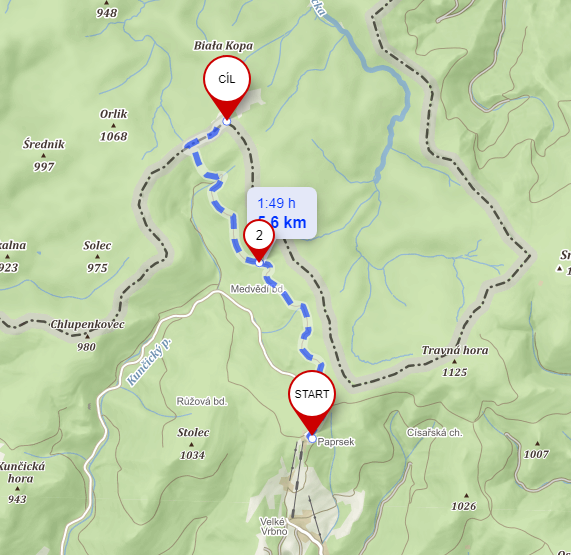 948
Biała Kopa
CÍL
Orlik
1068
Średnik
997
1:49 h
5,6 km
2
Solec
975
923
Medvědí bd.
Chlupenkovec
980
Kunčický p.
Travná hora
1125
START
Růžová bd.
Paprsek
Císařská ch.
Stolec
1034
1007
Kunčická
hora
943
1026
Velké
Vrbno